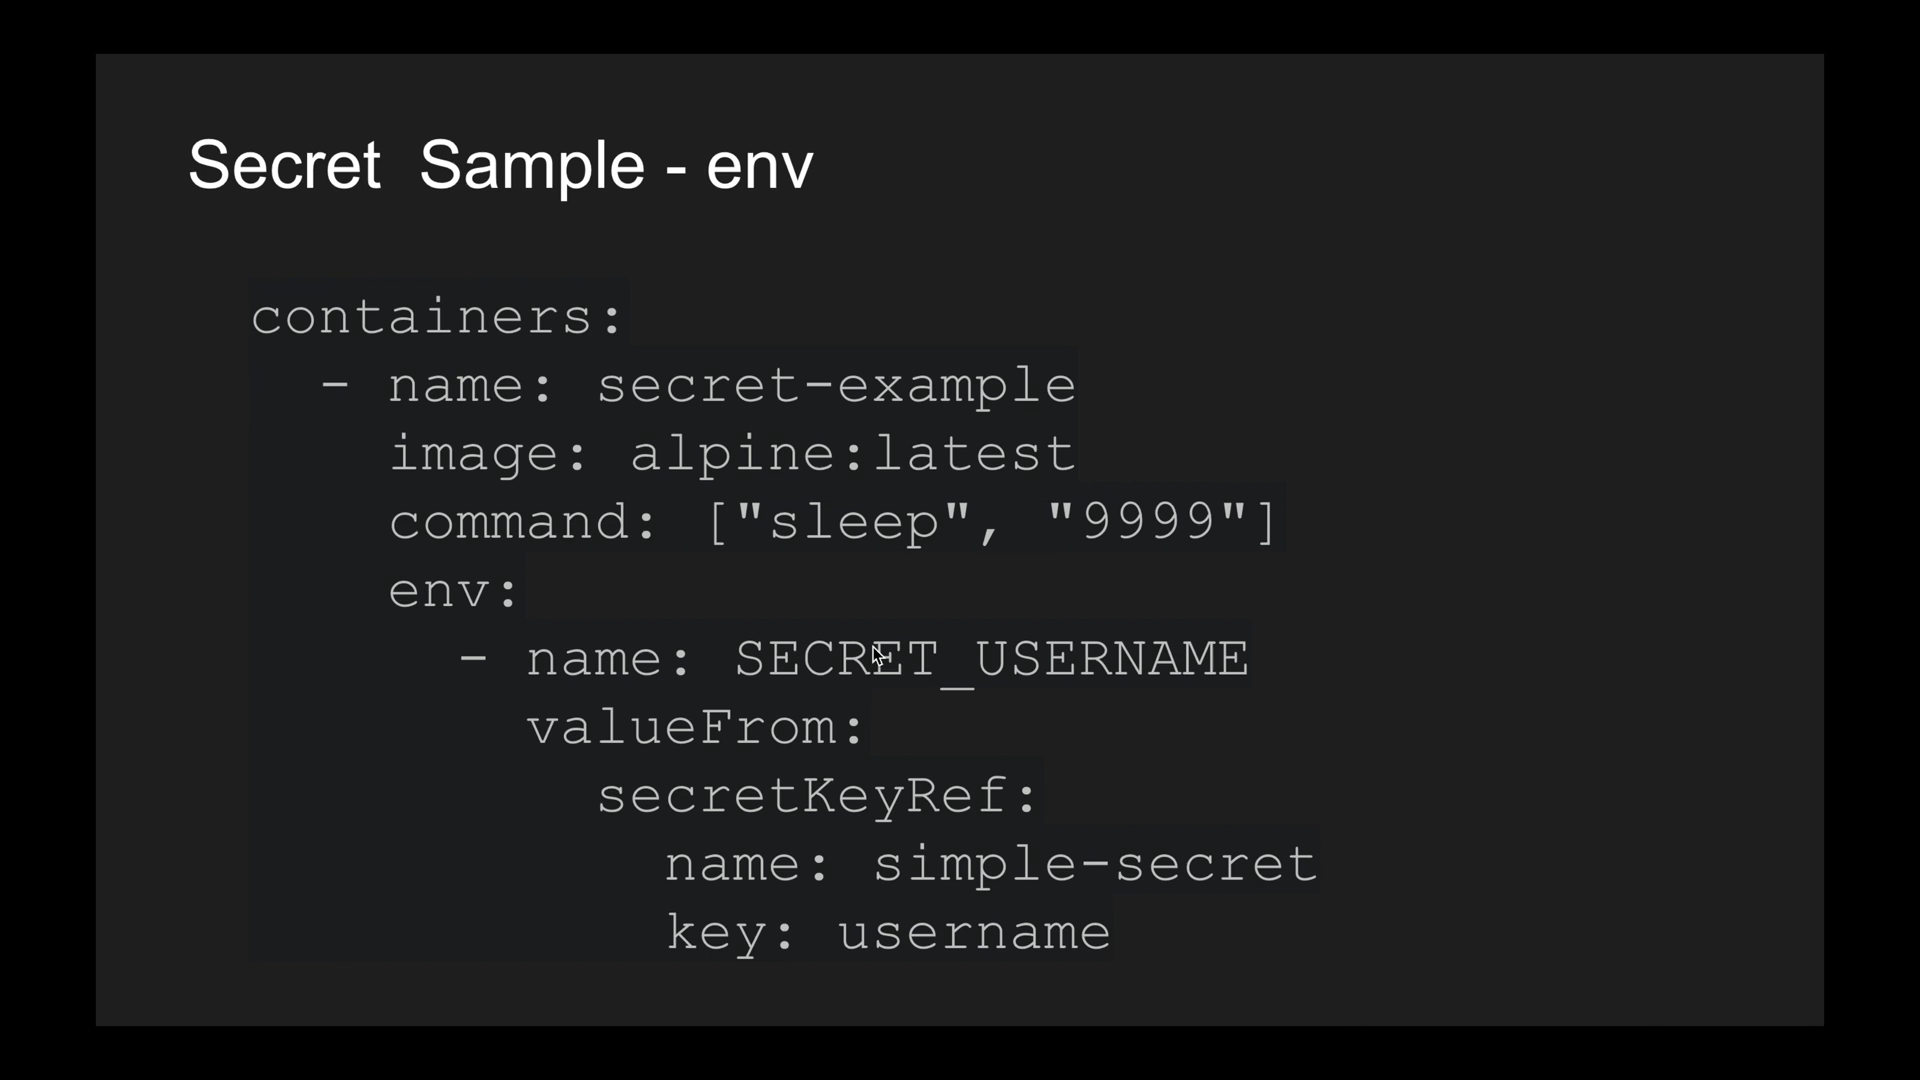 Secret  Sample - env
containers:
  - name: secret-example
    image: alpine:latest
    command: ["sleep", "9999"]
    env:
      - name: SECRET_USERNAME
        valueFrom:
          secretKeyRef:
            name: simple-secret
            key: username